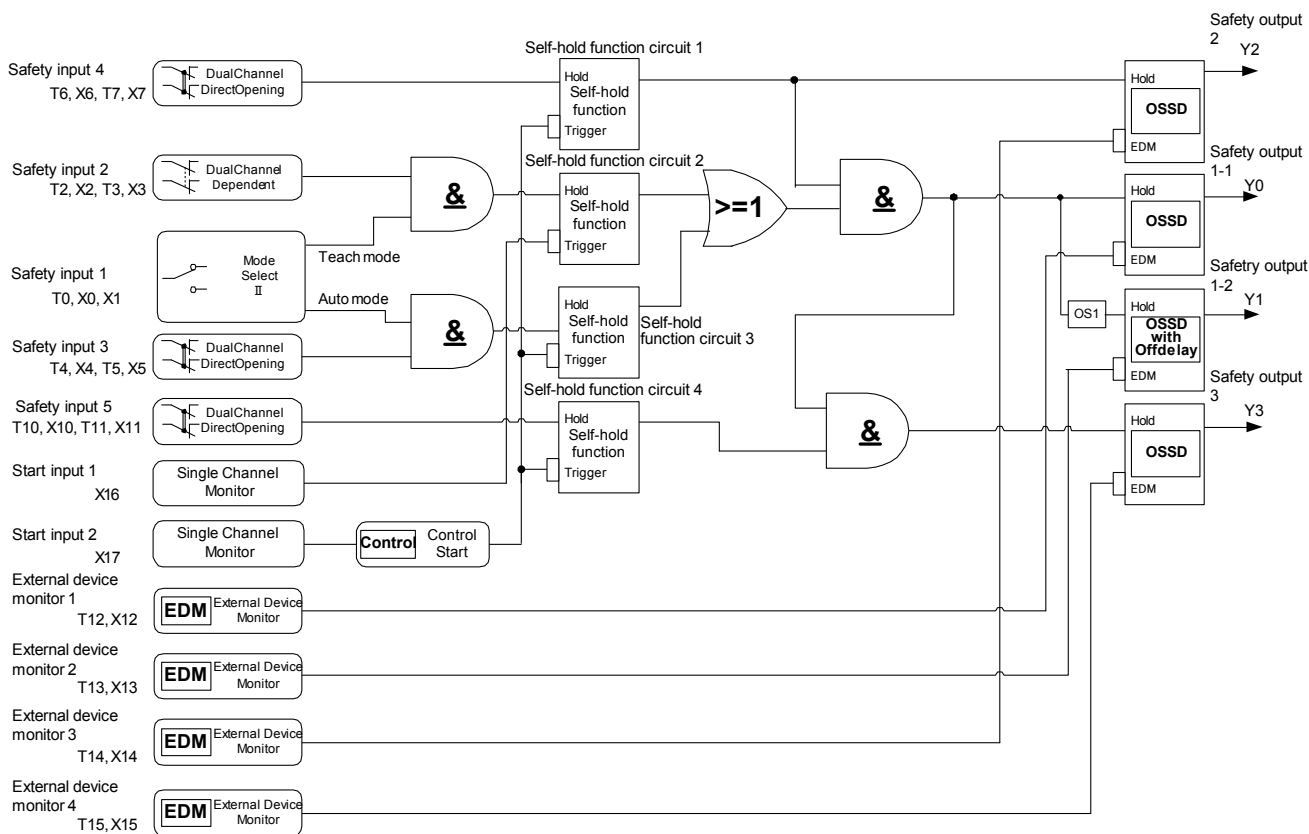 Safety output
2
Y2
Self-hold function circuit 1
Safety input 4
T6, X6, T7, X7
DualChannel
DirectOpening
Hold
Self-hold
function
Trigger
Hold
OSSD
EDM
Safety output
1-1
Y0
Self-hold function circuit 2
Safety input 2
T2, X2, T3, X3
DualChannel
Dependent
&
Hold
Self-hold
function
Trigger
>=1
&
Hold
OSSD
EDM
Teach mode
Safety input 1
T0, X0, X1
Mode
Select
II
Auto mode
Safetry output
1-2
Y1
&
Hold
Self-hold
function
Trigger
Self-hold
function circuit 3
OS1
Hold
OSSD
with
Offdelay
EDM
Safety input 3
T4, X4, T5, X5
DualChannel
DirectOpening
Self-hold function circuit 4
Safety output
3
Y3
Safety input 5
T10, X10, T11, X11
DualChannel
DirectOpening
Hold
Self-hold
function
Trigger
&
Hold
OSSD
EDM
Start input 1
X16
Single Channel
Monitor
Start input 2
X17
Single Channel
Monitor
Control
Control
Start
External device
monitor 1
T12, X12
EDM
External Device
Monitor
External device
monitor 2
T13, X13
EDM
External Device
Monitor
External device
monitor 3
T14, X14
EDM
External Device
Monitor
External device
monitor 4
T15, X15
EDM
External Device
Monitor